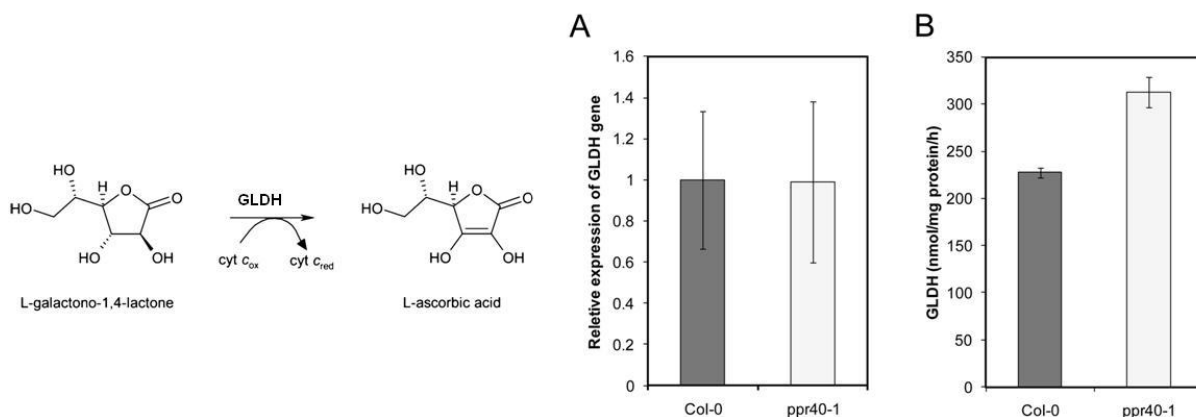 HO
HO
H
O
O
HO
OH
L-galactono-1,4-lactone
GLDH
cyt c_ox
cyt c_red
HO
HO
H
O
O
HO
OH
L-ascorbic acid
A
Reletive expression of GLDH gene
1.6
1.4
1.2
1
0.8
0.6
0.4
0.2
0
Col-0
ppr40-1
B
GLDH (nmol/mg protein/h)
350
300
250
200
150
100
50
0
Col-0
ppr40-1